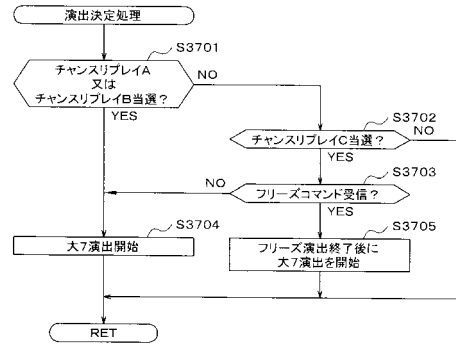 演出決定処理
S3701
チャンスリプレイA
又は
チャンスリプレイB当選？
NO
YES
S3702
チャンスリプレイC当選？
NO
YES
S3703
フリーズコマンド受信？
NO
YES
S3704
大7演出開始
S3705
フリーズ演出終了後に
大7演出を開始
RET